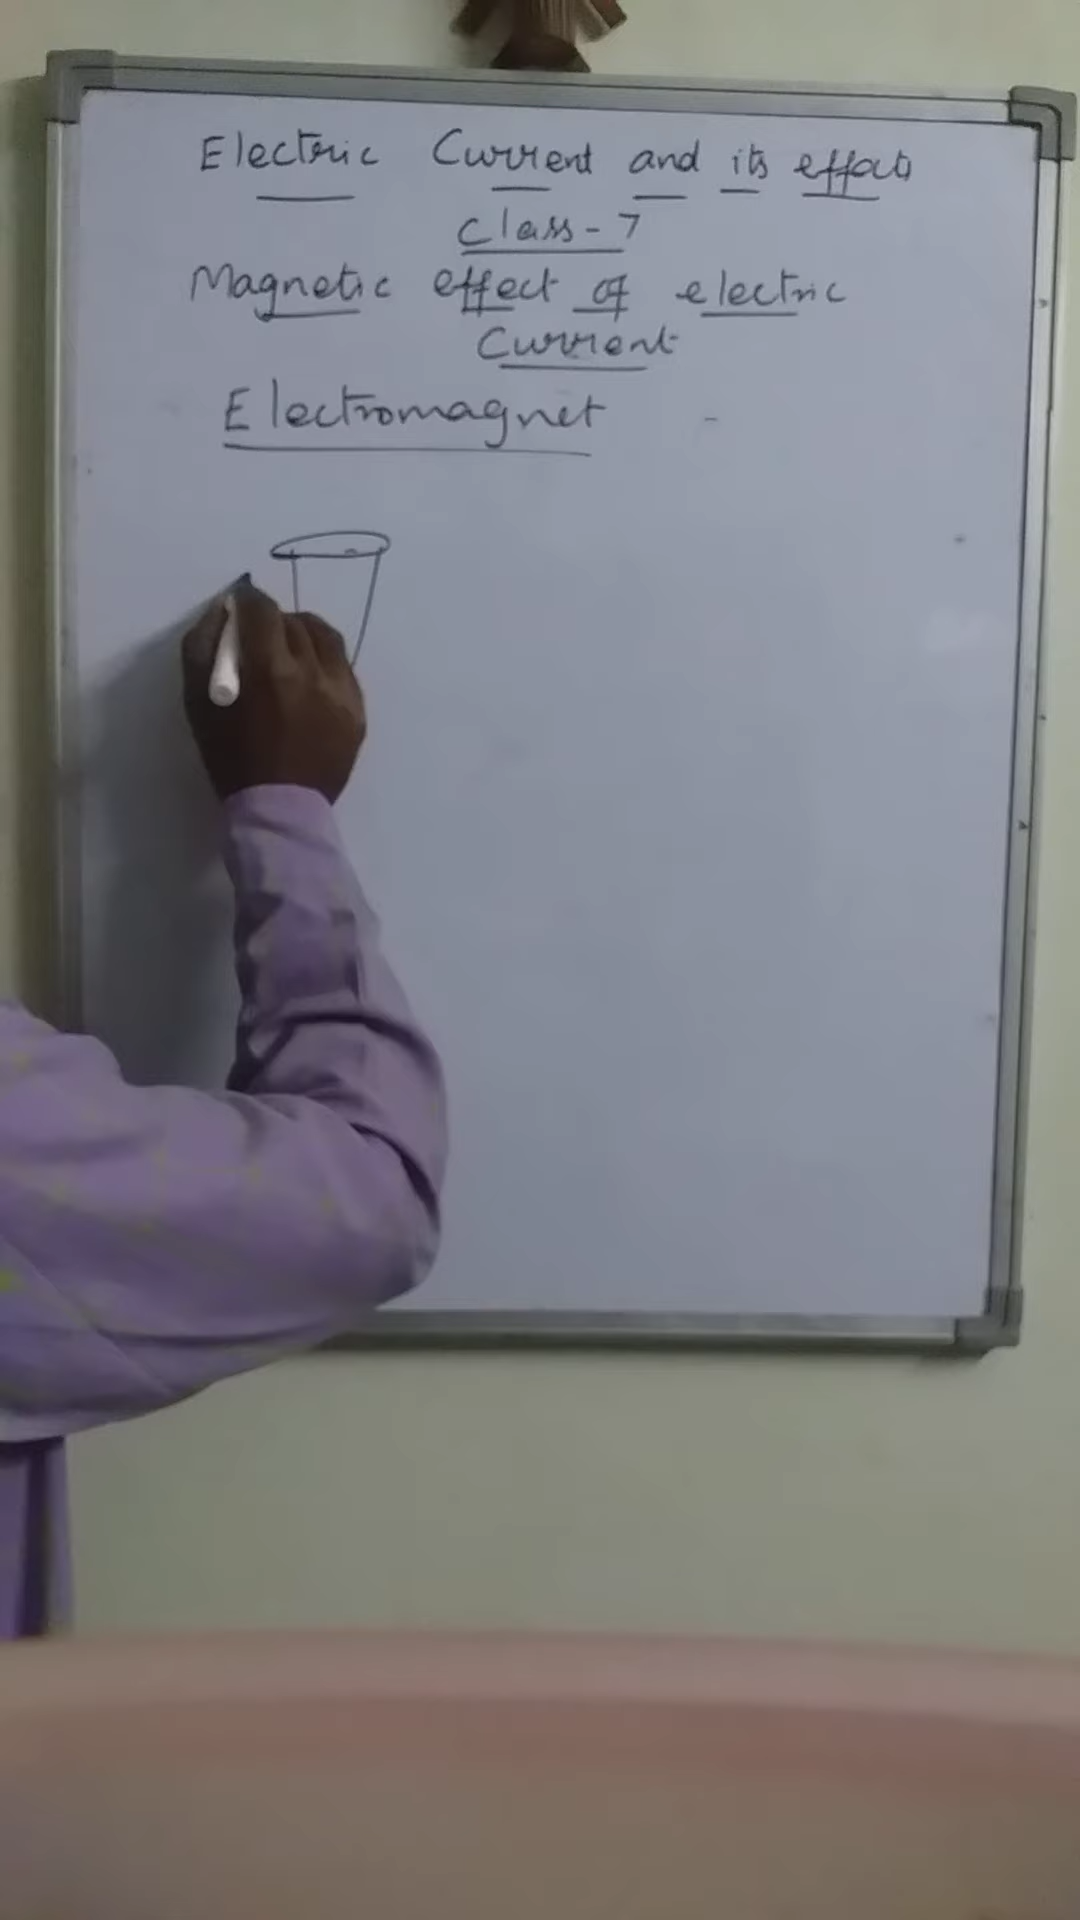 Electric Current and its effects
Class-7
Magnetic effect of electric
Current
Electromagnet